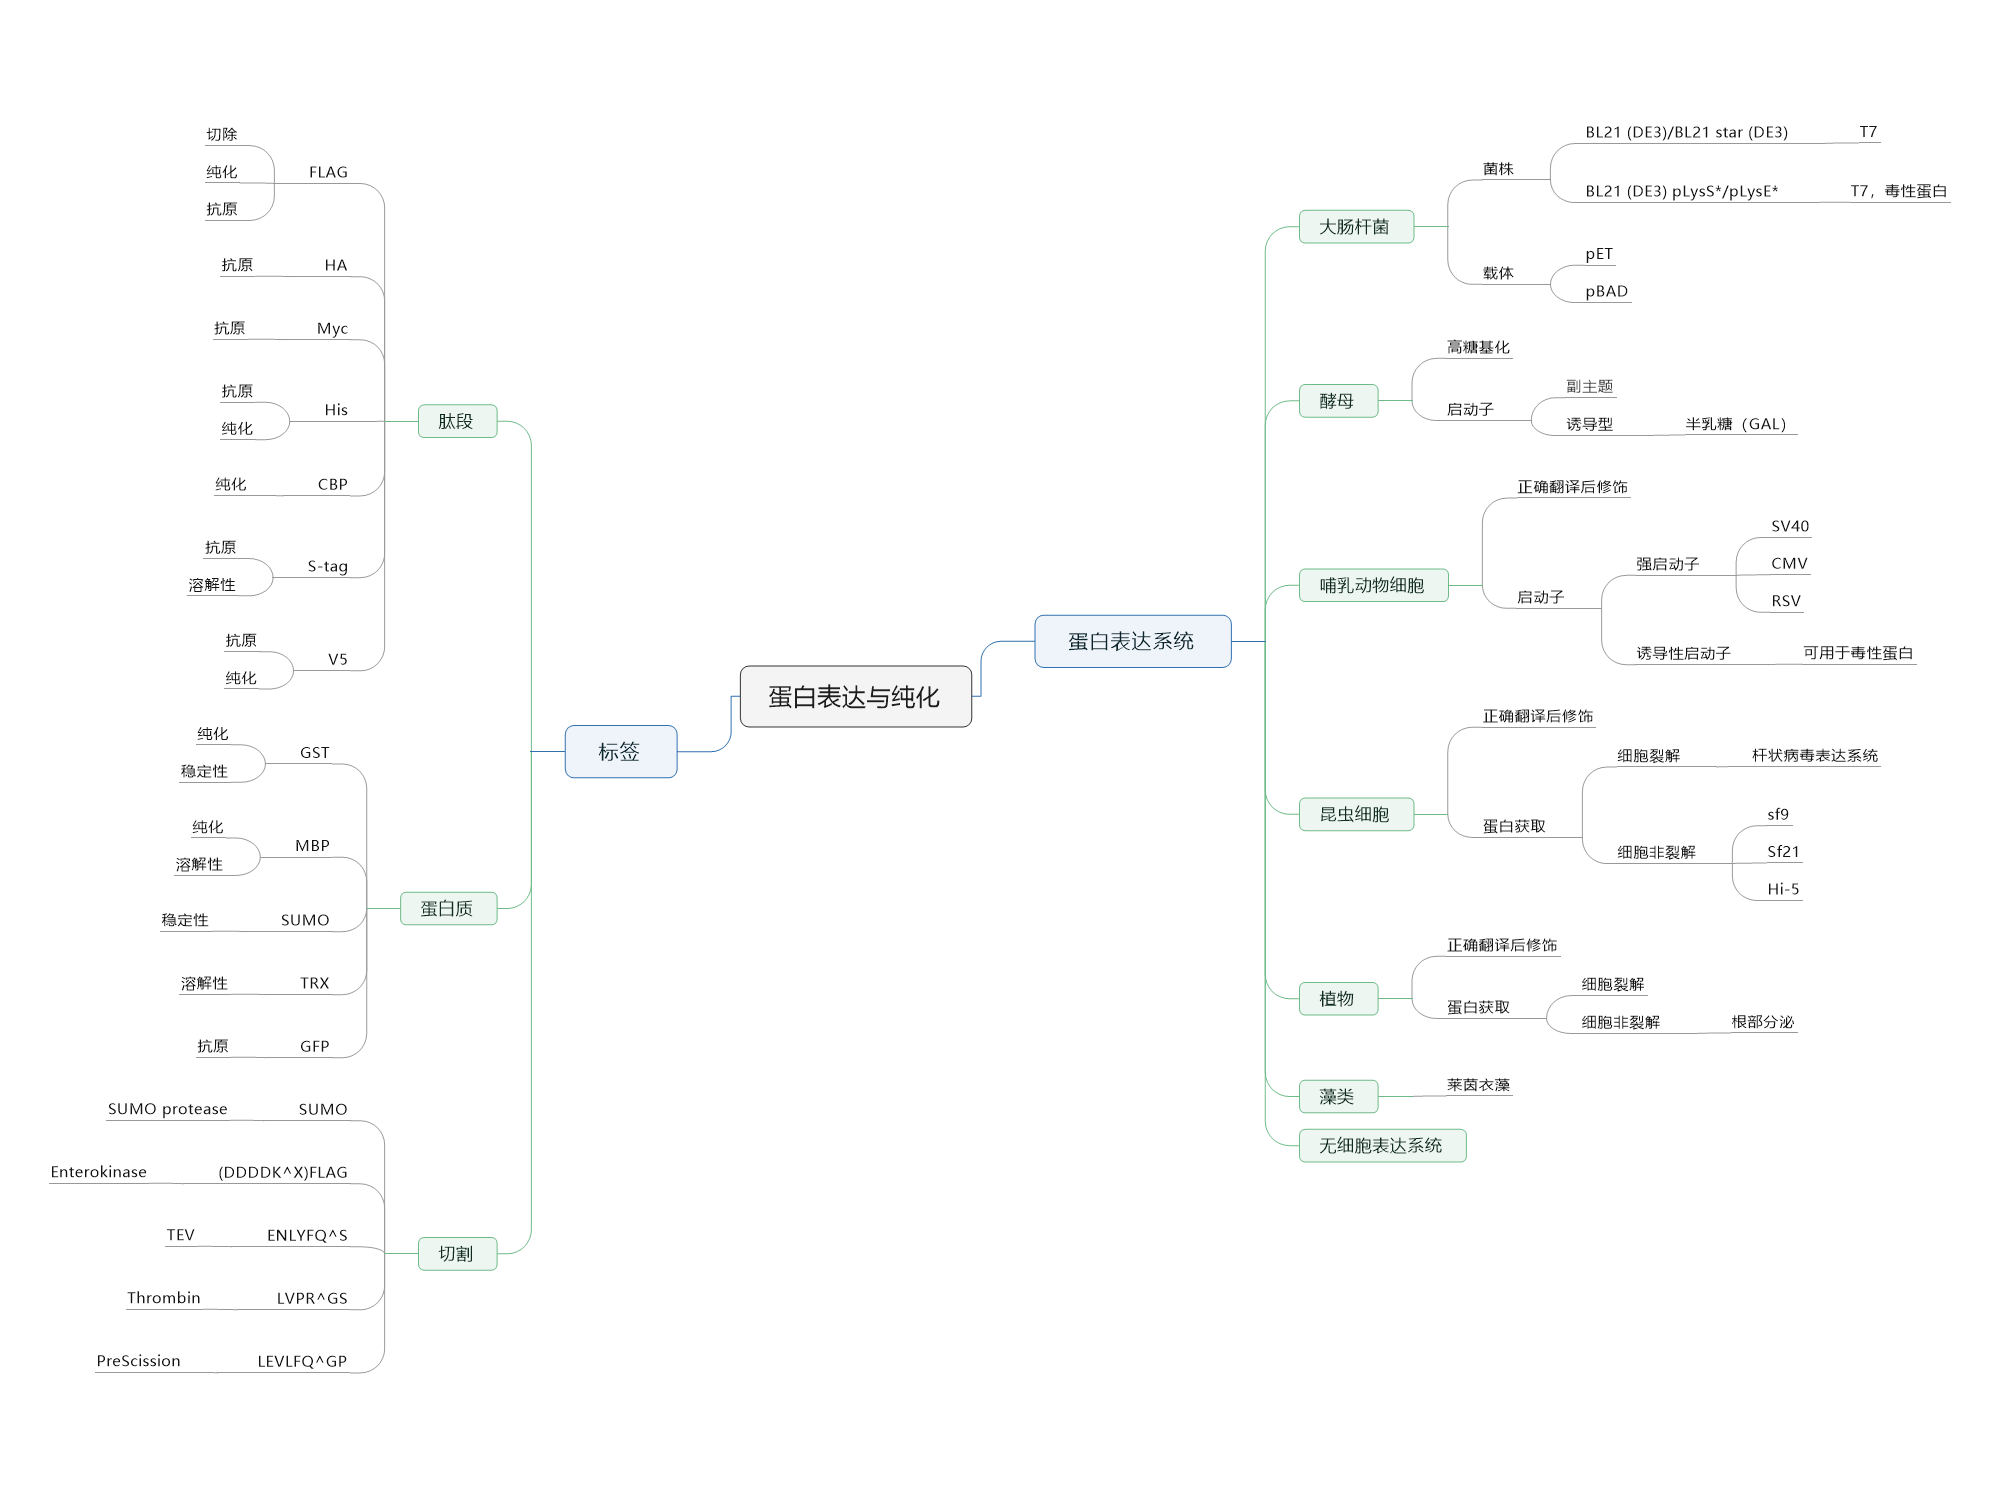 蛋白表达与纯化
蛋白表达系统
大肠杆菌
菌株
BL21 (DE3)/BL21 star (DE3)
T7
BL21 (DE3) pLysS*/pLysE*
T7，毒性蛋白
载体
pET
pBAD
酵母
高糖基化
启动子
副主题
诱导型
半乳糖（GAL）
哺乳动物细胞
正确翻译后修饰
启动子
强启动子
SV40
CMV
RSV
诱导性启动子
可用于毒性蛋白
昆虫细胞
正确翻译后修饰
蛋白获取
细胞裂解
杆状病毒表达系统
细胞非裂解
sf9
Sf21
Hi-5
植物
正确翻译后修饰
蛋白获取
细胞裂解
细胞非裂解
根部分泌
藻类
莱茵衣藻
无细胞表达系统
标签
肽段
FLAG
切除
纯化
抗原
HA
抗原
Myc
抗原
His
抗原
纯化
CBP
纯化
S-tag
抗原
溶解性
V5
抗原
纯化
蛋白质
GST
纯化
稳定性
MBP
纯化
溶解性
SUMO
稳定性
TRX
溶解性
GFP
抗原
切割
SUMO
SUMO protease
(DDDDK^X)FLAG
Enterokinase
ENLYFQ^S
TEV
LVPR^GS
Thrombin
LEVLFQ^GP
PreScission